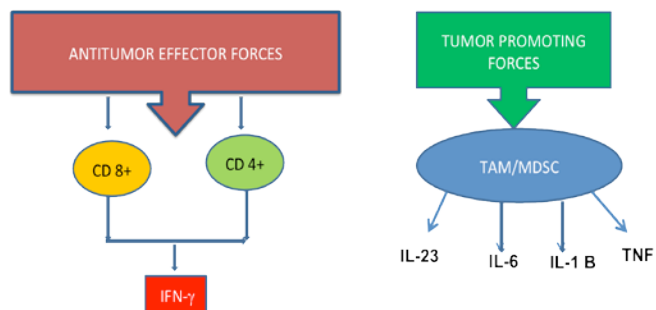 ANTITUMOR EFFECTOR FORCES
CD 8+
CD 4+
IFN-γ
TUMOR PROMOTING
FORCES
TAM/MDSC
IL-23
IL-6
IL-1 B
TNF